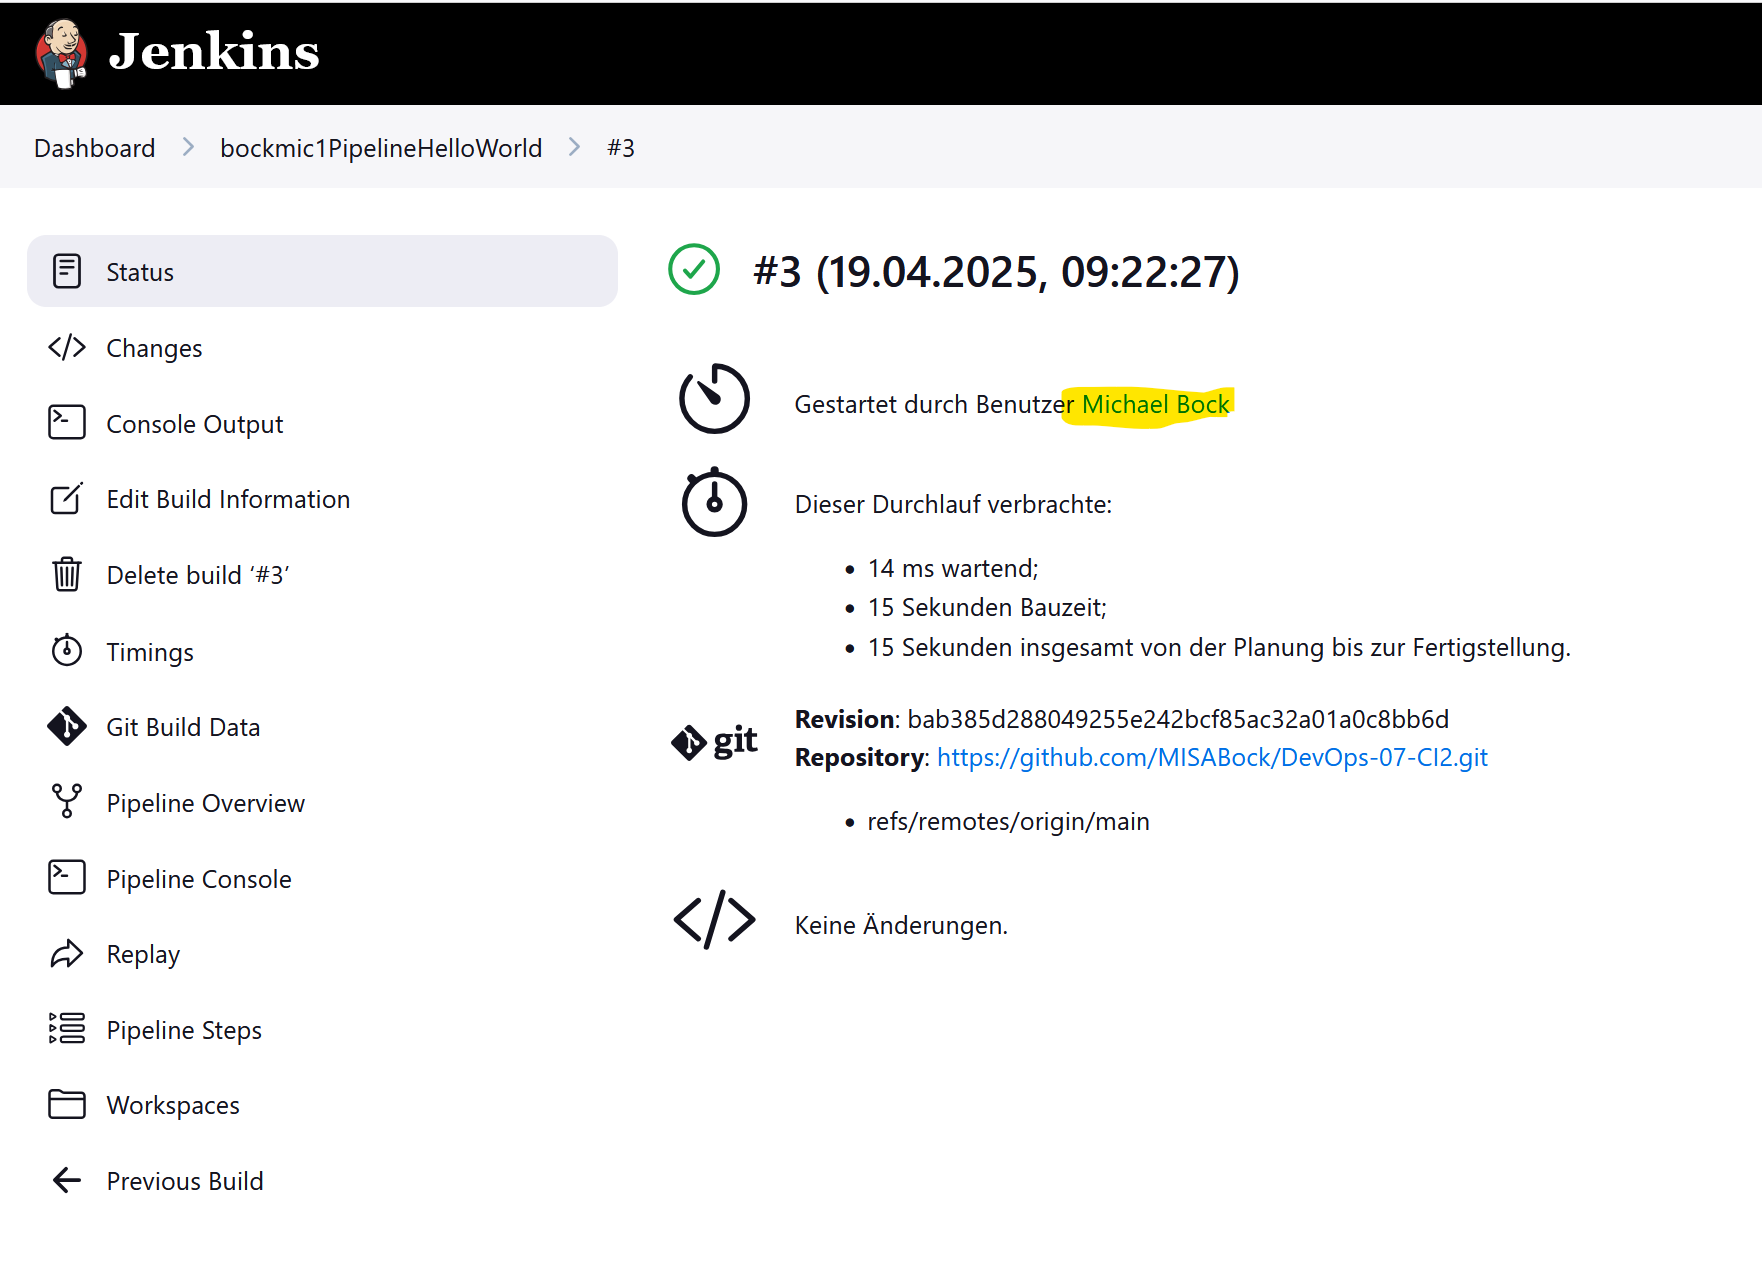 Jenkins
Dashboard > bockmic1PipelineHelloWorld > #3
Status
Changes
Console Output
Edit Build Information
Delete build ‘#3’
Timings
Git Build Data
Pipeline Overview
Pipeline Console
Replay
Pipeline Steps
Workspaces
Previous Build
#3 (19.04.2025, 09:22:27)
Gestartet durch Benutzer Michael Bock
Dieser Durchlauf verbrachte:
• 14 ms wartend;
• 15 Sekunden Bauzeit;
• 15 Sekunden insgesamt von der Planung bis zur Fertigstellung.
git
Revision: bab385d288049255e242bcf85ac32a01a0c8bb6d
Repository: https://github.com/MISABock/DevOps-07-CI2.git
• refs/remotes/origin/main
Keine Änderungen.